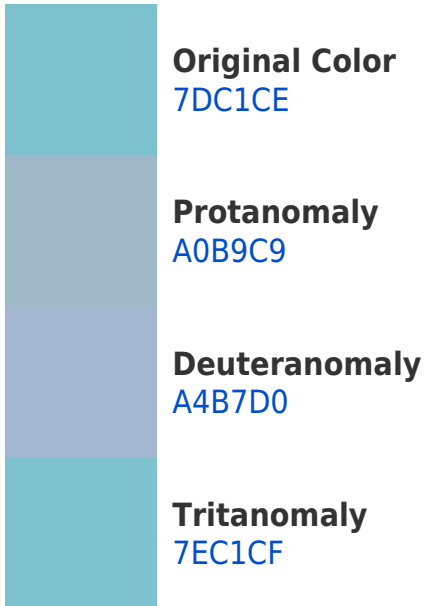 Original Color
7DC1CE
Protanomaly
A0B9C9
Deuteranomaly
A4B7D0
Tritanomaly
7EC1CF